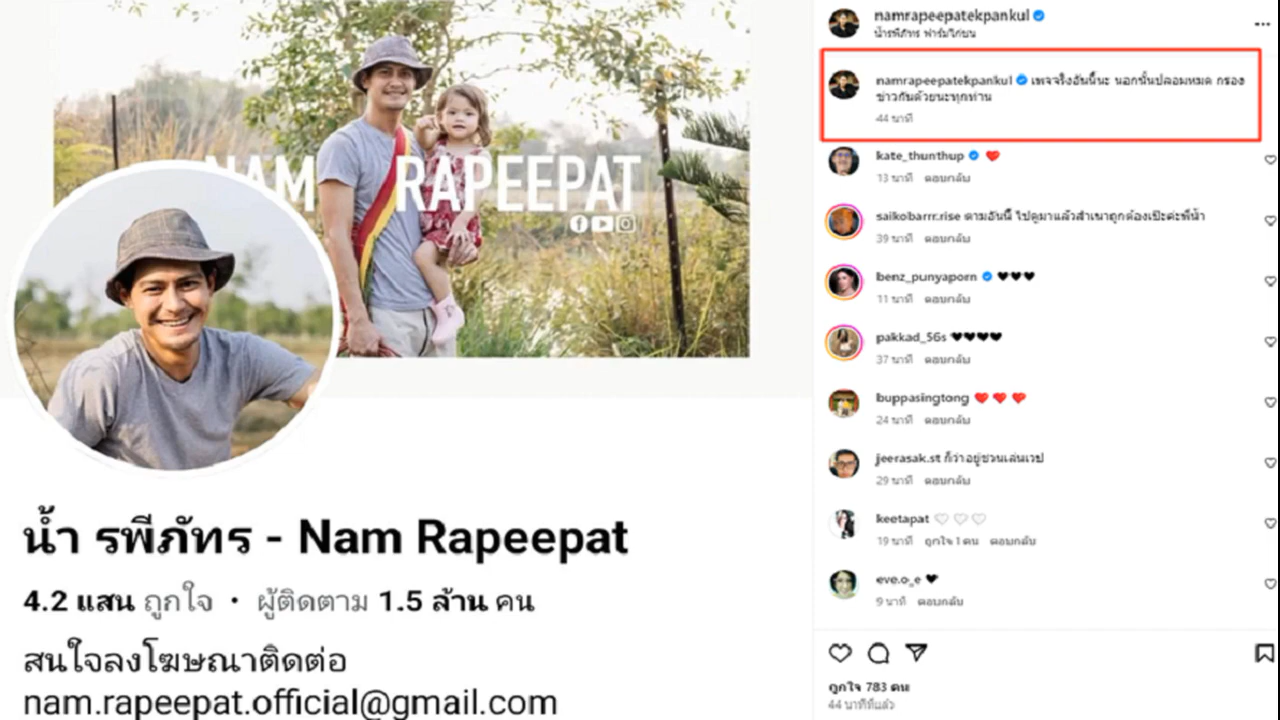 NAM RAPEEPAT
น้ำ รพีภัทร - Nam Rapeepat
4.2 แสน ถูกใจ • ผู้ติดตาม 1.5 ล้าน คน
สนใจลงโฆษณาติดต่อ
nam.rapeepat.official@gmail.com
namrapeepatekpankul
น้ำรพีภัทร ฟาร์มไก่ชน
namrapeepatekpankul เพจจริงอันนี้นะ นอกนั้นปลอมหมด กรอง
ข่าวกันด้วยนะทุกท่าน
44 นาที
kate_thunthup ❤️
13 นาที ตอบกลับ
saikobarrr.rise ตามอันนี้ ไปดูมาแล้วสำเนาถูกต้องเป๊ะค่ะพี่น้ำ
39 นาที ตอบกลับ
benz_punyaporn 🖤🖤🖤
11 นาที ตอบกลับ
pakkad_56s 🖤🖤🖤🖤
37 นาที ตอบกลับ
buppasingtong ❤️❤️❤️
24 นาที ตอบกลับ
jeerasak.st ก็ว่าอยู่ชวนเล่นเวป
29 นาที ตอบกลับ
keetapat 🤍🤍🤍
19 นาที ถูกใจ 1 คน ตอบกลับ
eve.o_e 🖤
9 นาที ตอบกลับ
ถูกใจ 783 คน
44 นาทีที่แล้ว